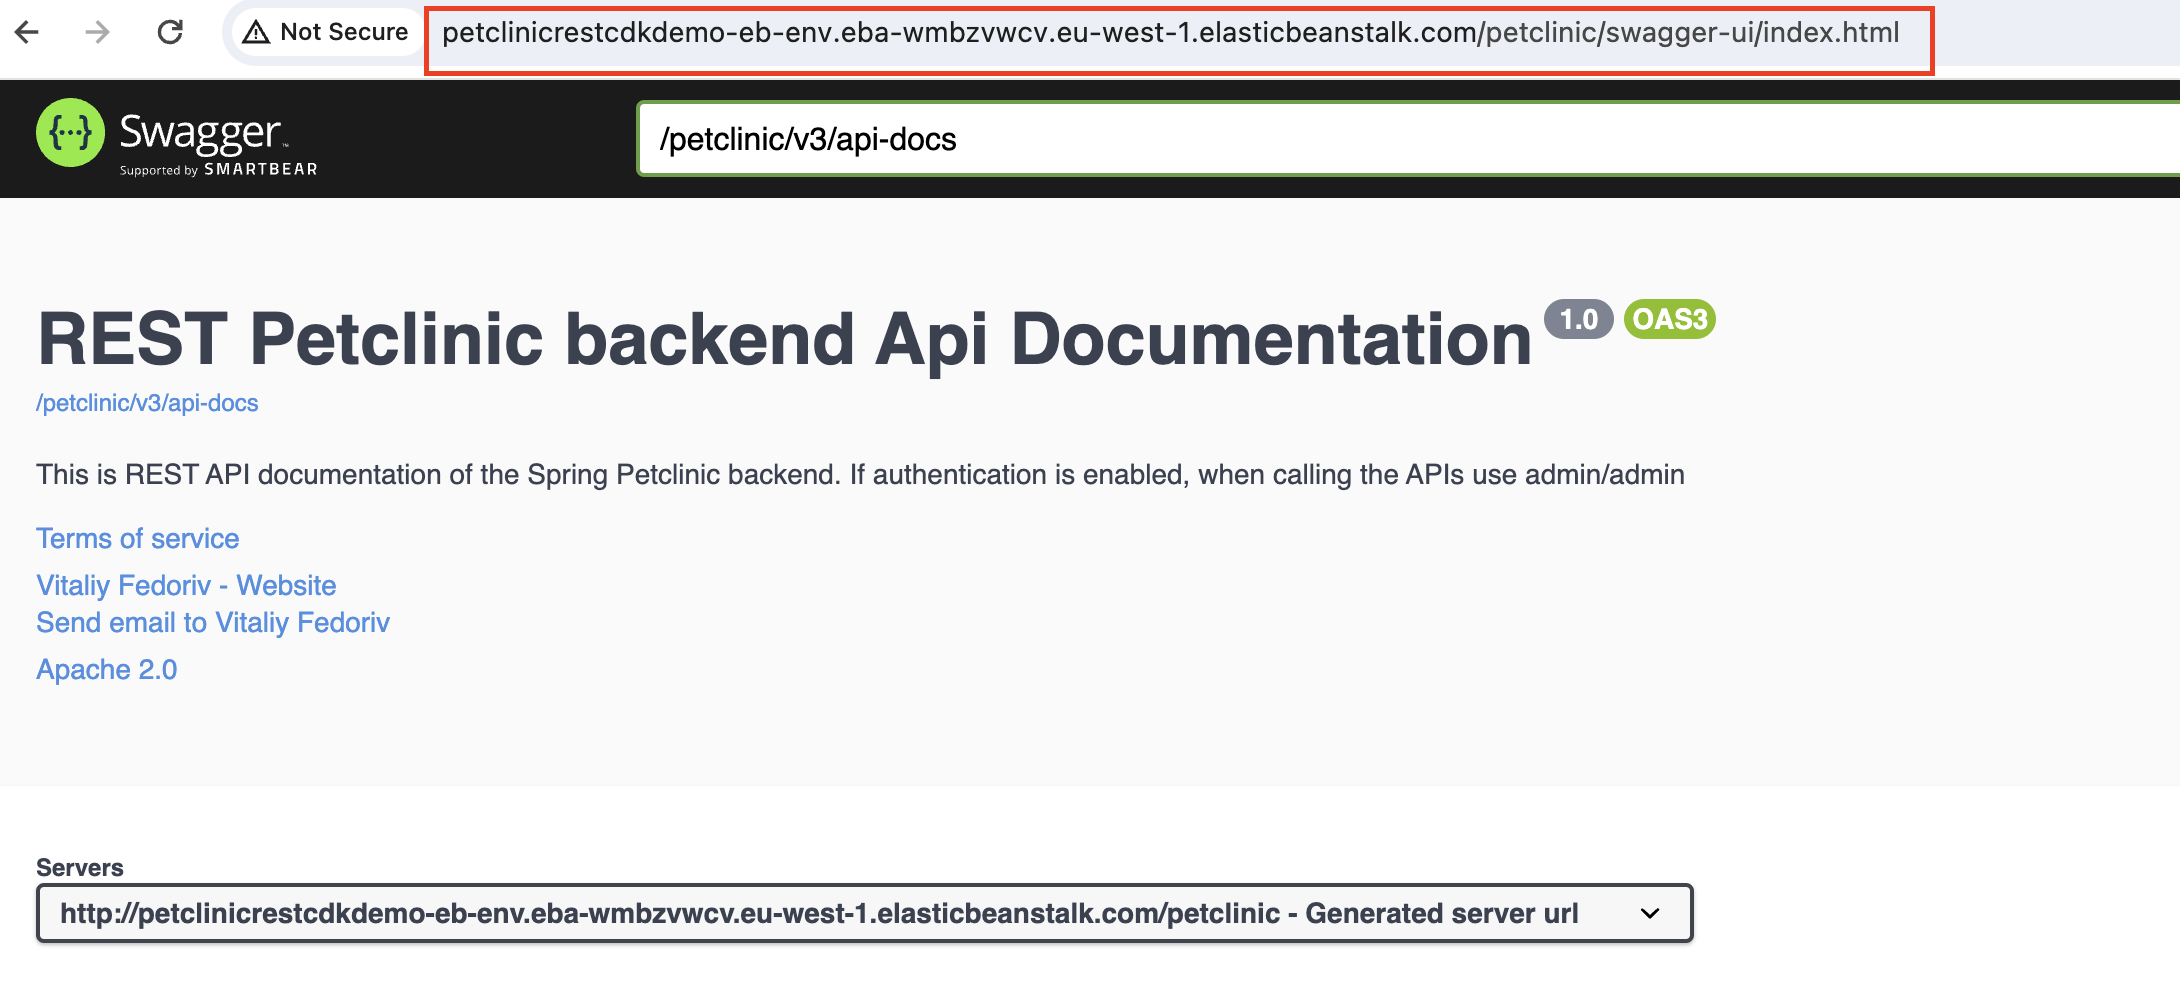 Not Secure petclinicrestcdkdemo-eb-env.eba-wmbzvwcv.eu-west-1.elasticbeanstalk.com/petclinic/swagger-ui/index.html
{···} Swagger™
Supported by SMARTBEAR
/petclinic/v3/api-docs
REST Petclinic backend Api Documentation 1.0 OAS3
/petclinic/v3/api-docs
This is REST API documentation of the Spring Petclinic backend. If authentication is enabled, when calling the APIs use admin/admin
Terms of service
Vitaliy Fedoriv - Website
Send email to Vitaliy Fedoriv
Apache 2.0
Servers
http://petclinicrestcdkdemo-eb-env.eba-wmbzvwcv.eu-west-1.elasticbeanstalk.com/petclinic - Generated server url